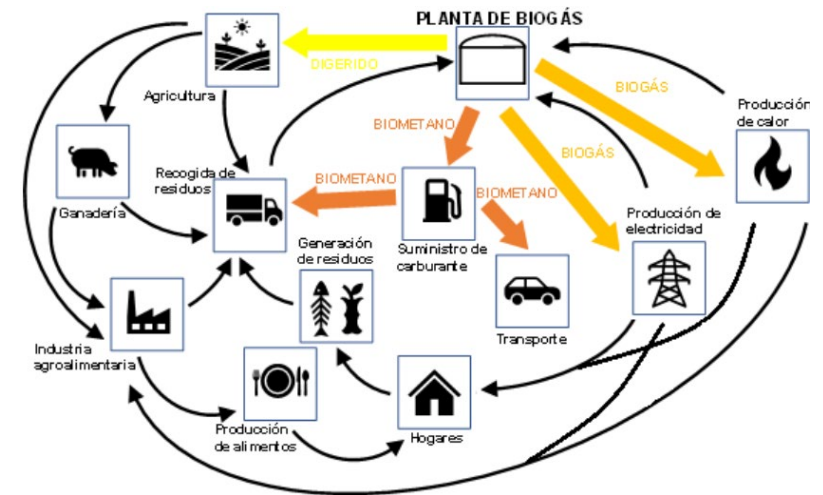 PLANTA DE BIOGÁS
DIGERIDO
BIOGÁS
Agricultura
Producción
de calor
BIOMETANO
BIOGÁS
Recogida de
residuos
BIOMETANO
BIOMETANO
Ganadería
Producción de
electricidad
Generación
de residuos
Suministro de
carburante
Transporte
Industria
agroalimentaria
Producción
de alimentos
Hogares